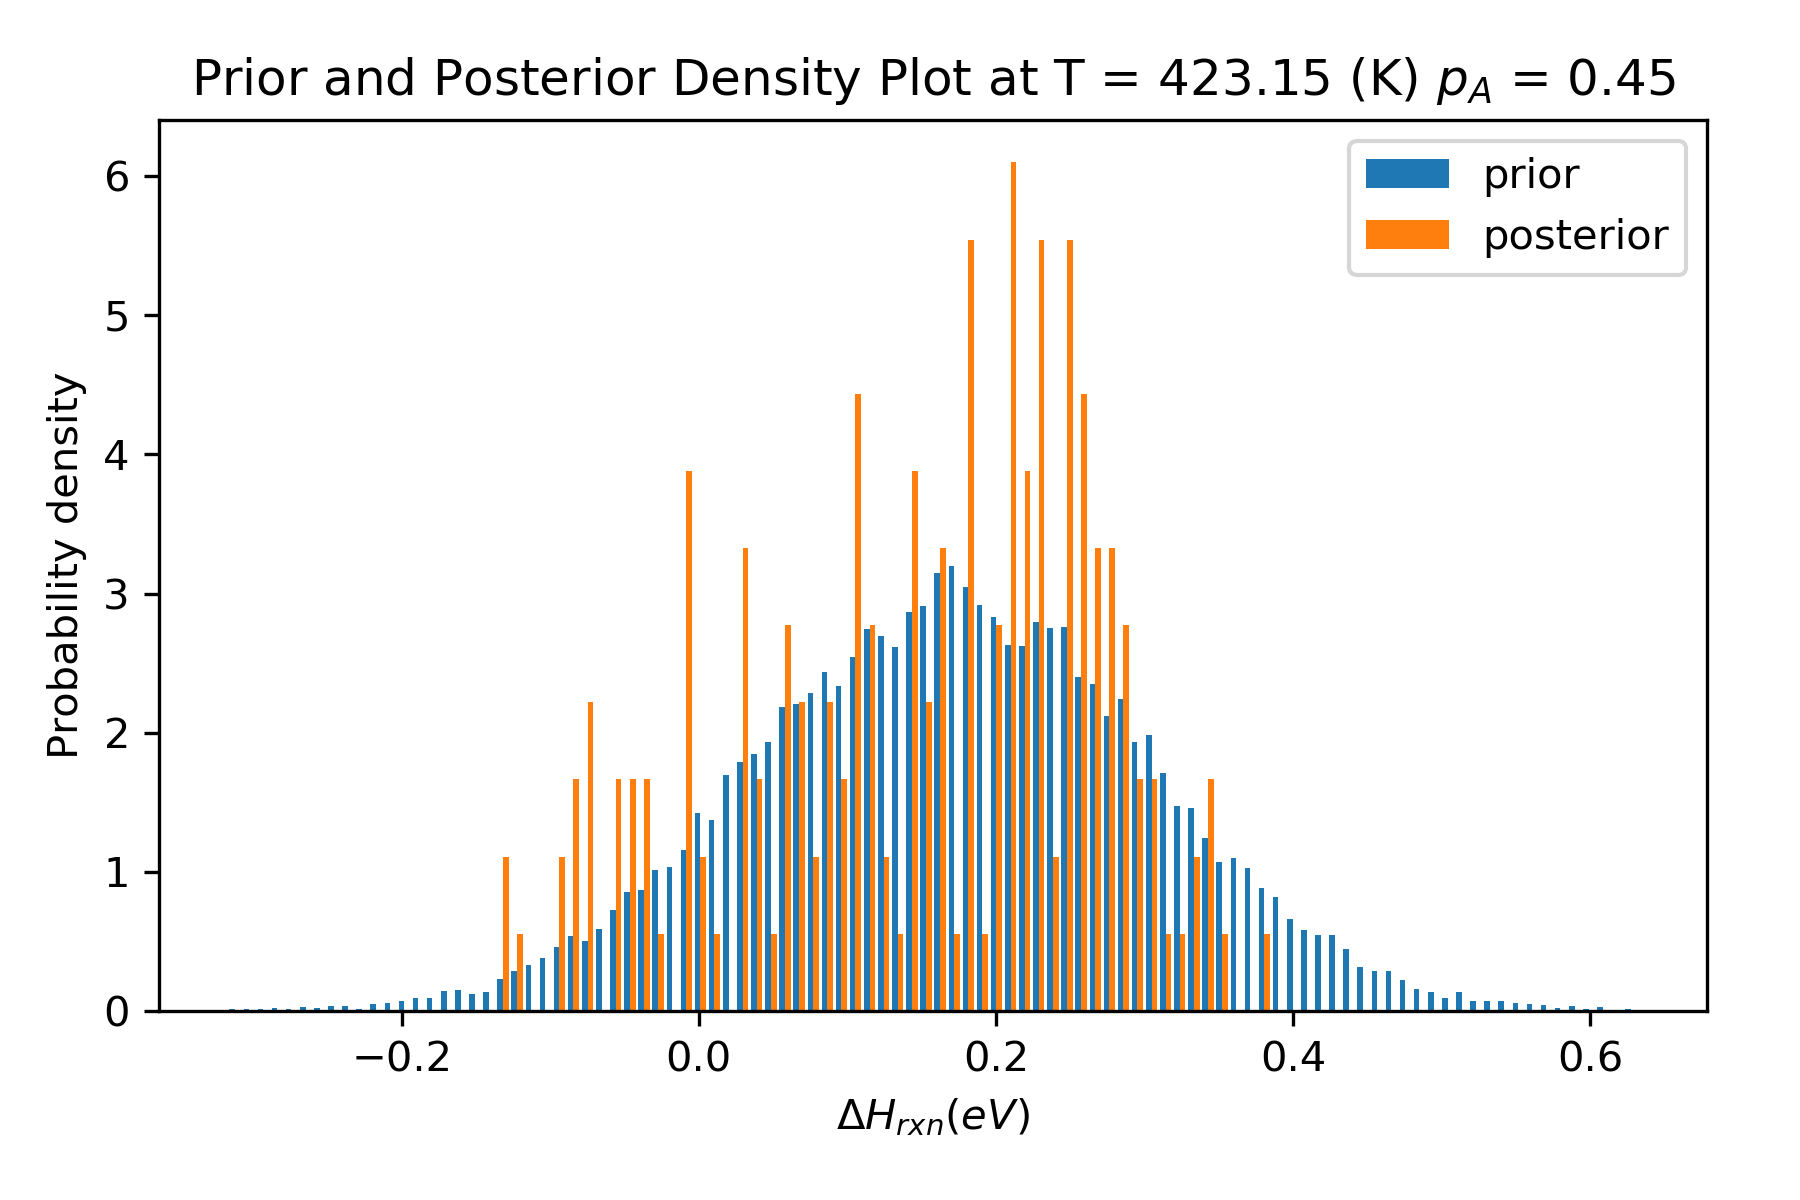 Prior and Posterior Density Plot at T = 423.15 (K) p_A = 0.45
prior
posterior
Probability density
6
5
4
3
2
1
0
−0.2 0.0 0.2 0.4 0.6
ΔH_rxn(eV)